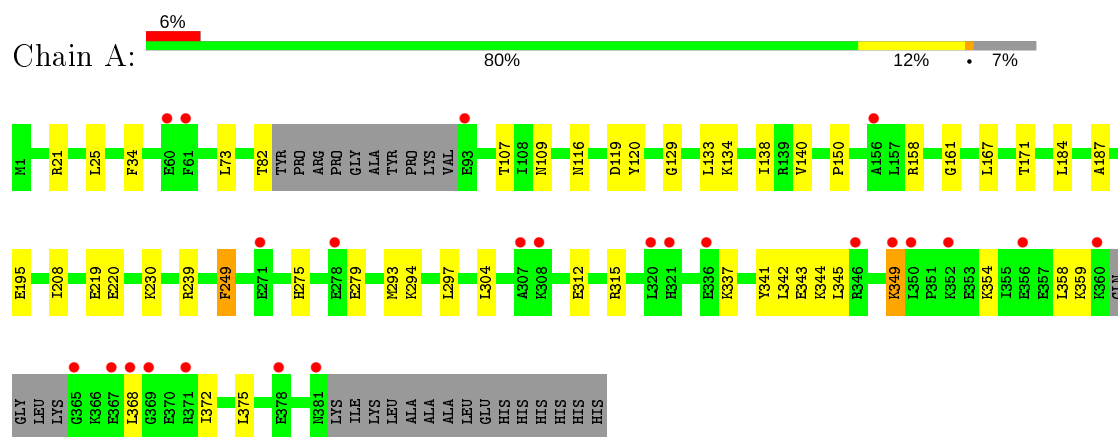 6%
Chain A:
80% 12% • 7%
M1 R21 L25 F34 E60 F61 L73 T82 TYR PRO ARG PRO GLY ALA TYR PRO LYS VAL E93 T107 I108 N109 N116 D119 Y120 G129 L133 K134 I138 R139 V140 P150 A156 L157 R158 G161 L167 T171 L184 A187
E195 I208 E219 E220 K230 R239 F249 E271 H275 E278 E279 M293 K294 L297 L304 A307 K308 E312 R315 L320 H321 E336 K337 Y341 L342 E343 K344 L345 R346 K349 L350 P351 K352 E353 K354 I355 E356 E357 L358 K359 K360 GLN
GLY LEU LYS G365 K366 E367 L368 G369 E370 R371 I372 L375 E378 N381 LYS ILE LYS LEU ALA ALA ALA LEU GLU HIS HIS HIS HIS HIS HIS